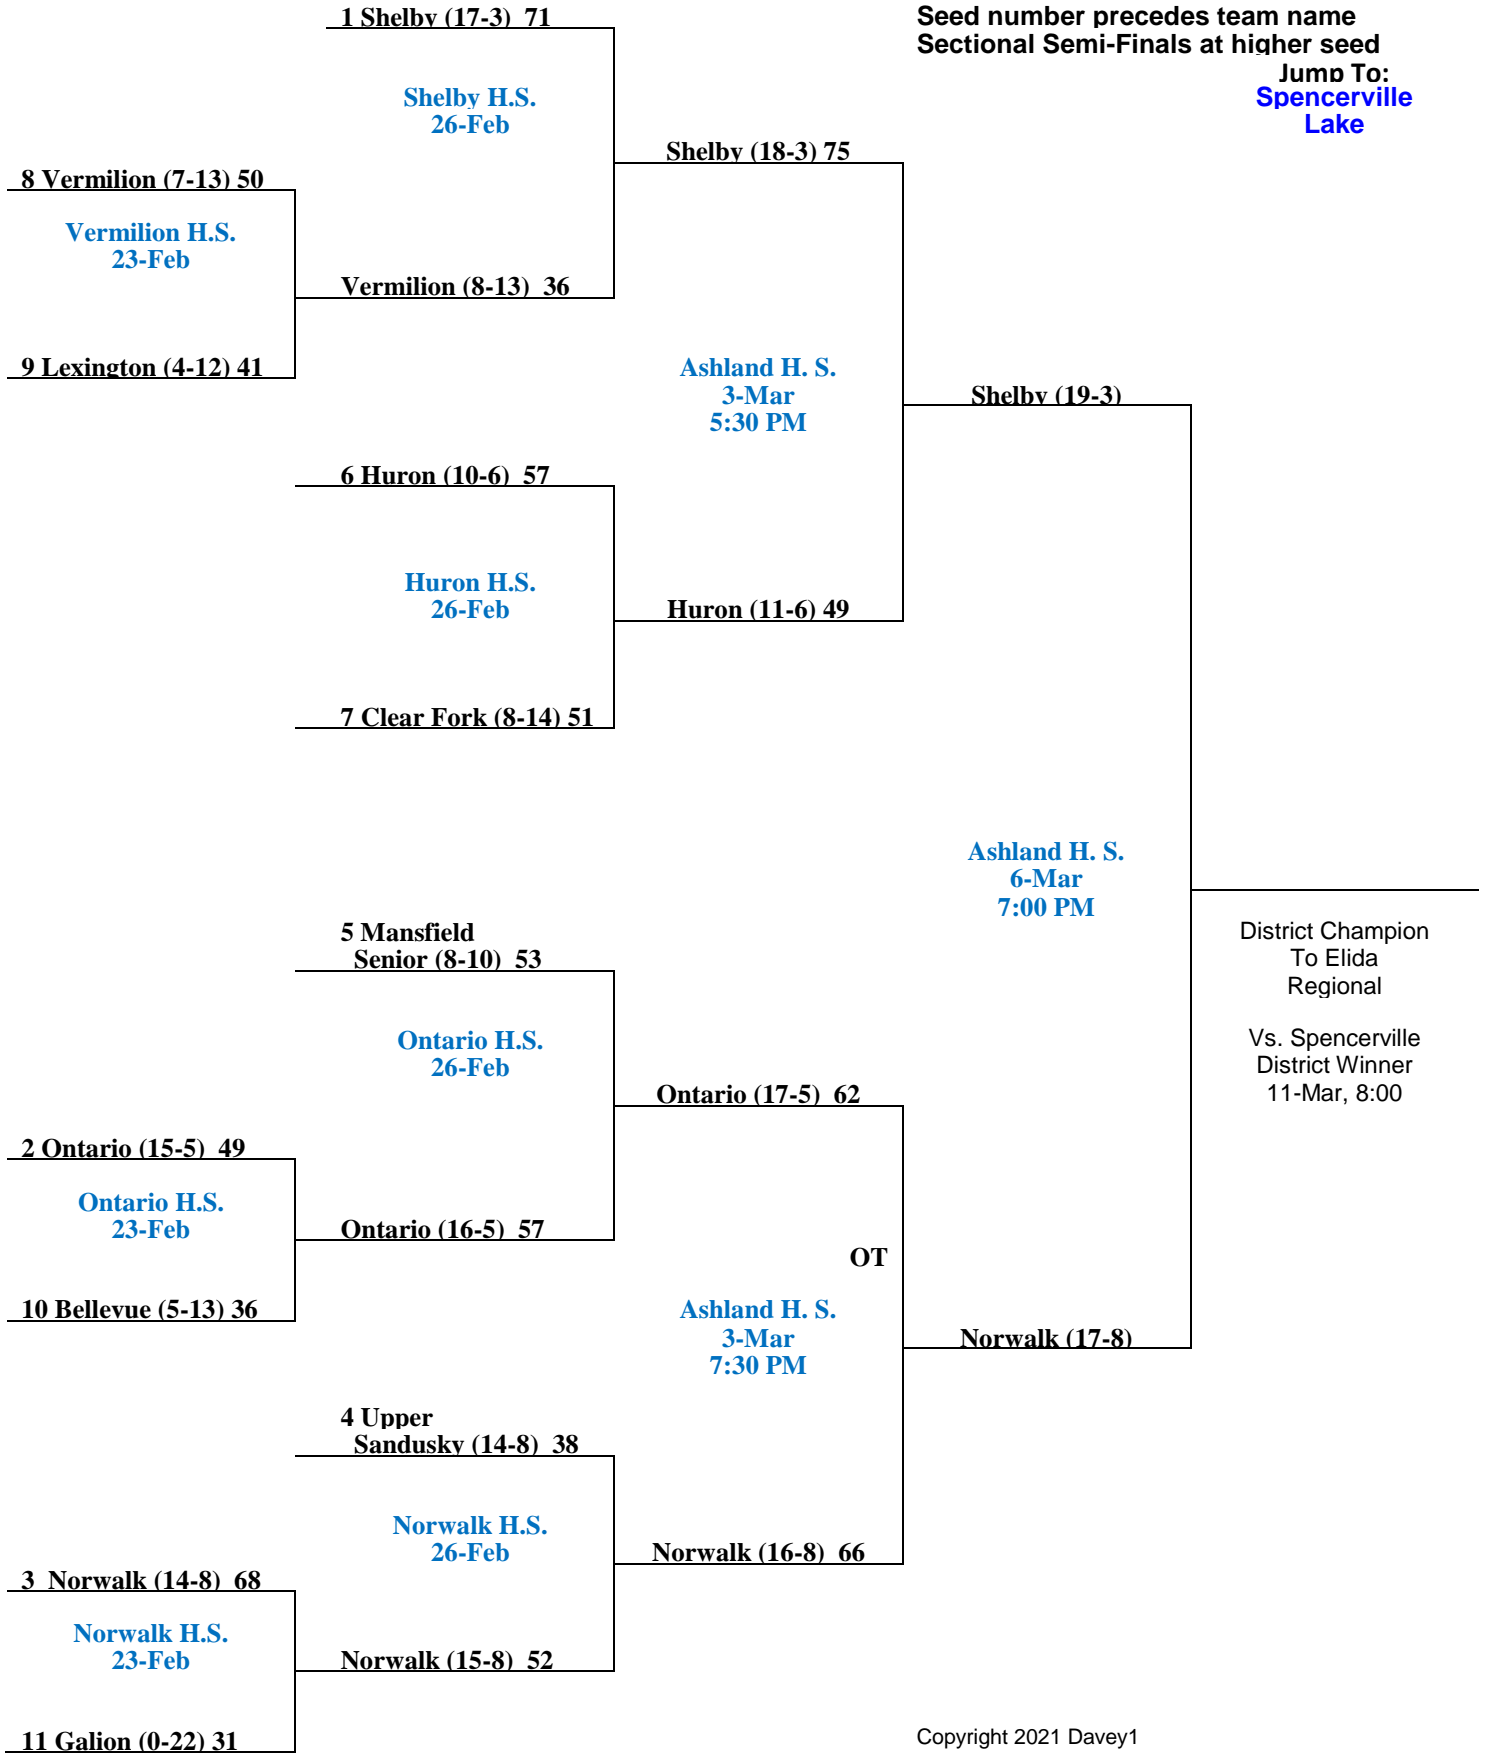 1 Shelby (17-3)  71
Seed number precedes team name
Sectional Semi-Finals at higher seed
Jump To:
Spencerville
Lake
Shelby H.S.
26-Feb
Shelby (18-3) 75
8 Vermilion (7-13) 50
Vermilion H.S.
23-Feb
Vermilion (8-13)  36
9 Lexington (4-12) 41
Ashland H. S.
3-Mar
5:30 PM
Shelby (19-3)
6 Huron (10-6)  57
Huron H.S.
26-Feb
Huron (11-6) 49
7 Clear Fork (8-14) 51
Ashland H. S.
6-Mar
7:00 PM
District Champion
To Elida
Regional
Vs. Spencerville
District Winner
11-Mar, 8:00
5 Mansfield
Senior (8-10)  53
Ontario H.S.
26-Feb
Ontario (17-5)  62
2 Ontario (15-5)  49
Ontario H.S.
23-Feb
Ontario (16-5)  57
OT
10 Bellevue (5-13) 36
Ashland H. S.
3-Mar
7:30 PM
Norwalk (17-8)
4 Upper
Sandusky (14-8)  38
Norwalk H.S.
26-Feb
Norwalk (16-8)  66
3  Norwalk (14-8)  68
Norwalk H.S.
23-Feb
Norwalk (15-8)  52
11 Galion (0-22) 31
Copyright 2021 Davey1